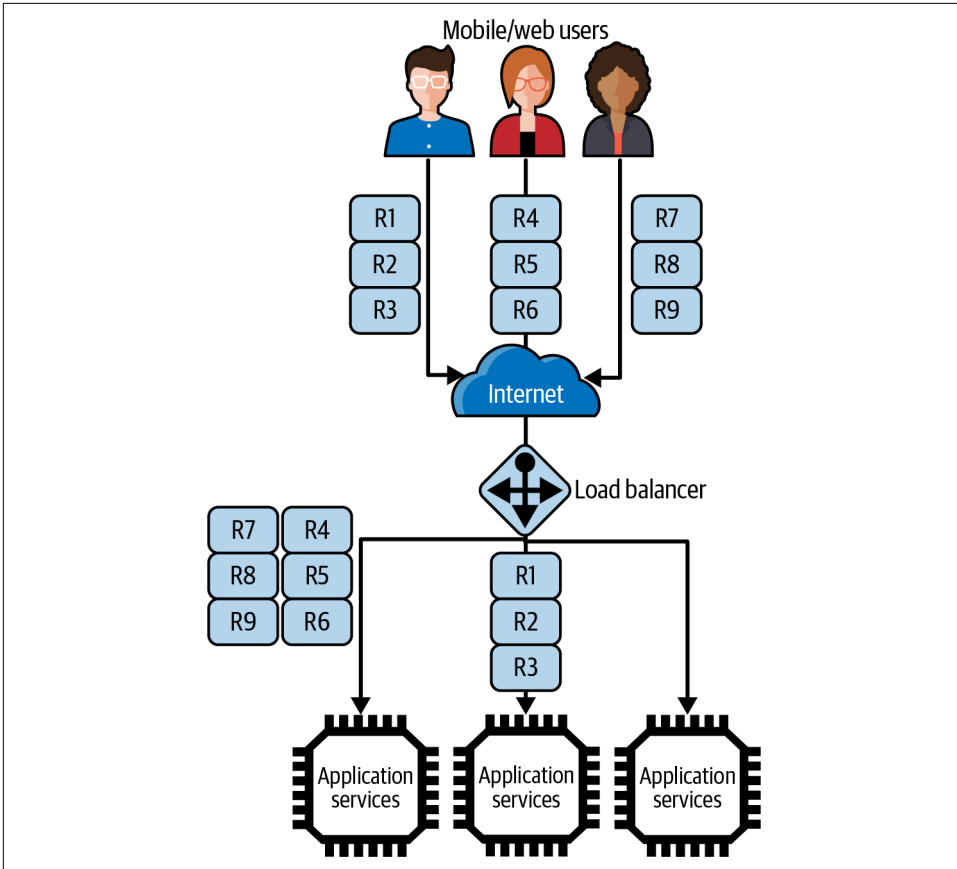 Mobile/web users
R1
R2
R3
R4
R5
R6
R7
R8
R9
Internet
Load balancer
R7 R4
R8 R5
R9 R6
R1
R2
R3
Application
services
Application
services
Application
services